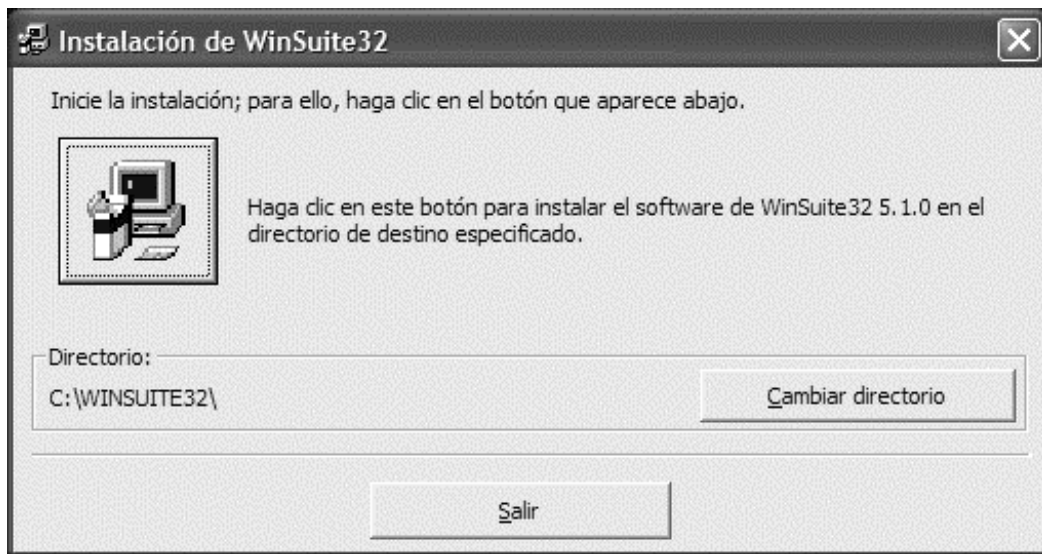 Instalación de WinSuite32
Inicie la instalación; para ello, haga clic en el botón que aparece abajo.
Haga clic en este botón para instalar el software de WinSuite32 5.1.0 en el
directorio de destino especificado.
Directorio:
C:\WINSUITE32\
Cambiar directorio
Salir